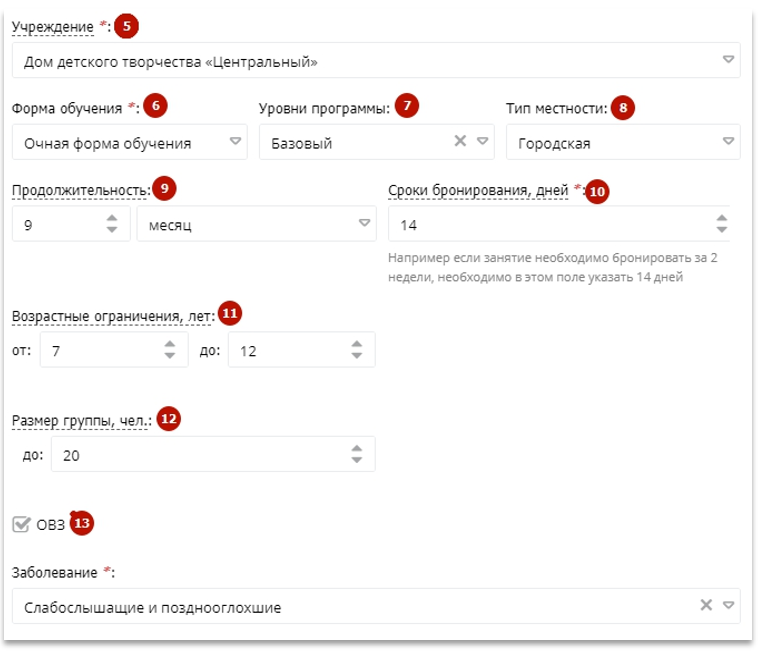 Учреждение *: 5
Дом детского творчества «Центральный»
Форма обучения *: 6 Уровни программы: 7 Тип местности: 8
Очная форма обучения Базовый Городская
Продолжительность: 9 Сроки бронирования, дней *: 10
9 месяц 14
Например если занятие необходимо бронировать за 2
недели, необходимо в этом поле указать 14 дней
Возрастные ограничения, лет: 11
от: 7 до: 12
Размер группы, чел.: 12
до: 20
ОВЗ 13
Заболевание *:
Слабослышащие и позднооглохшие